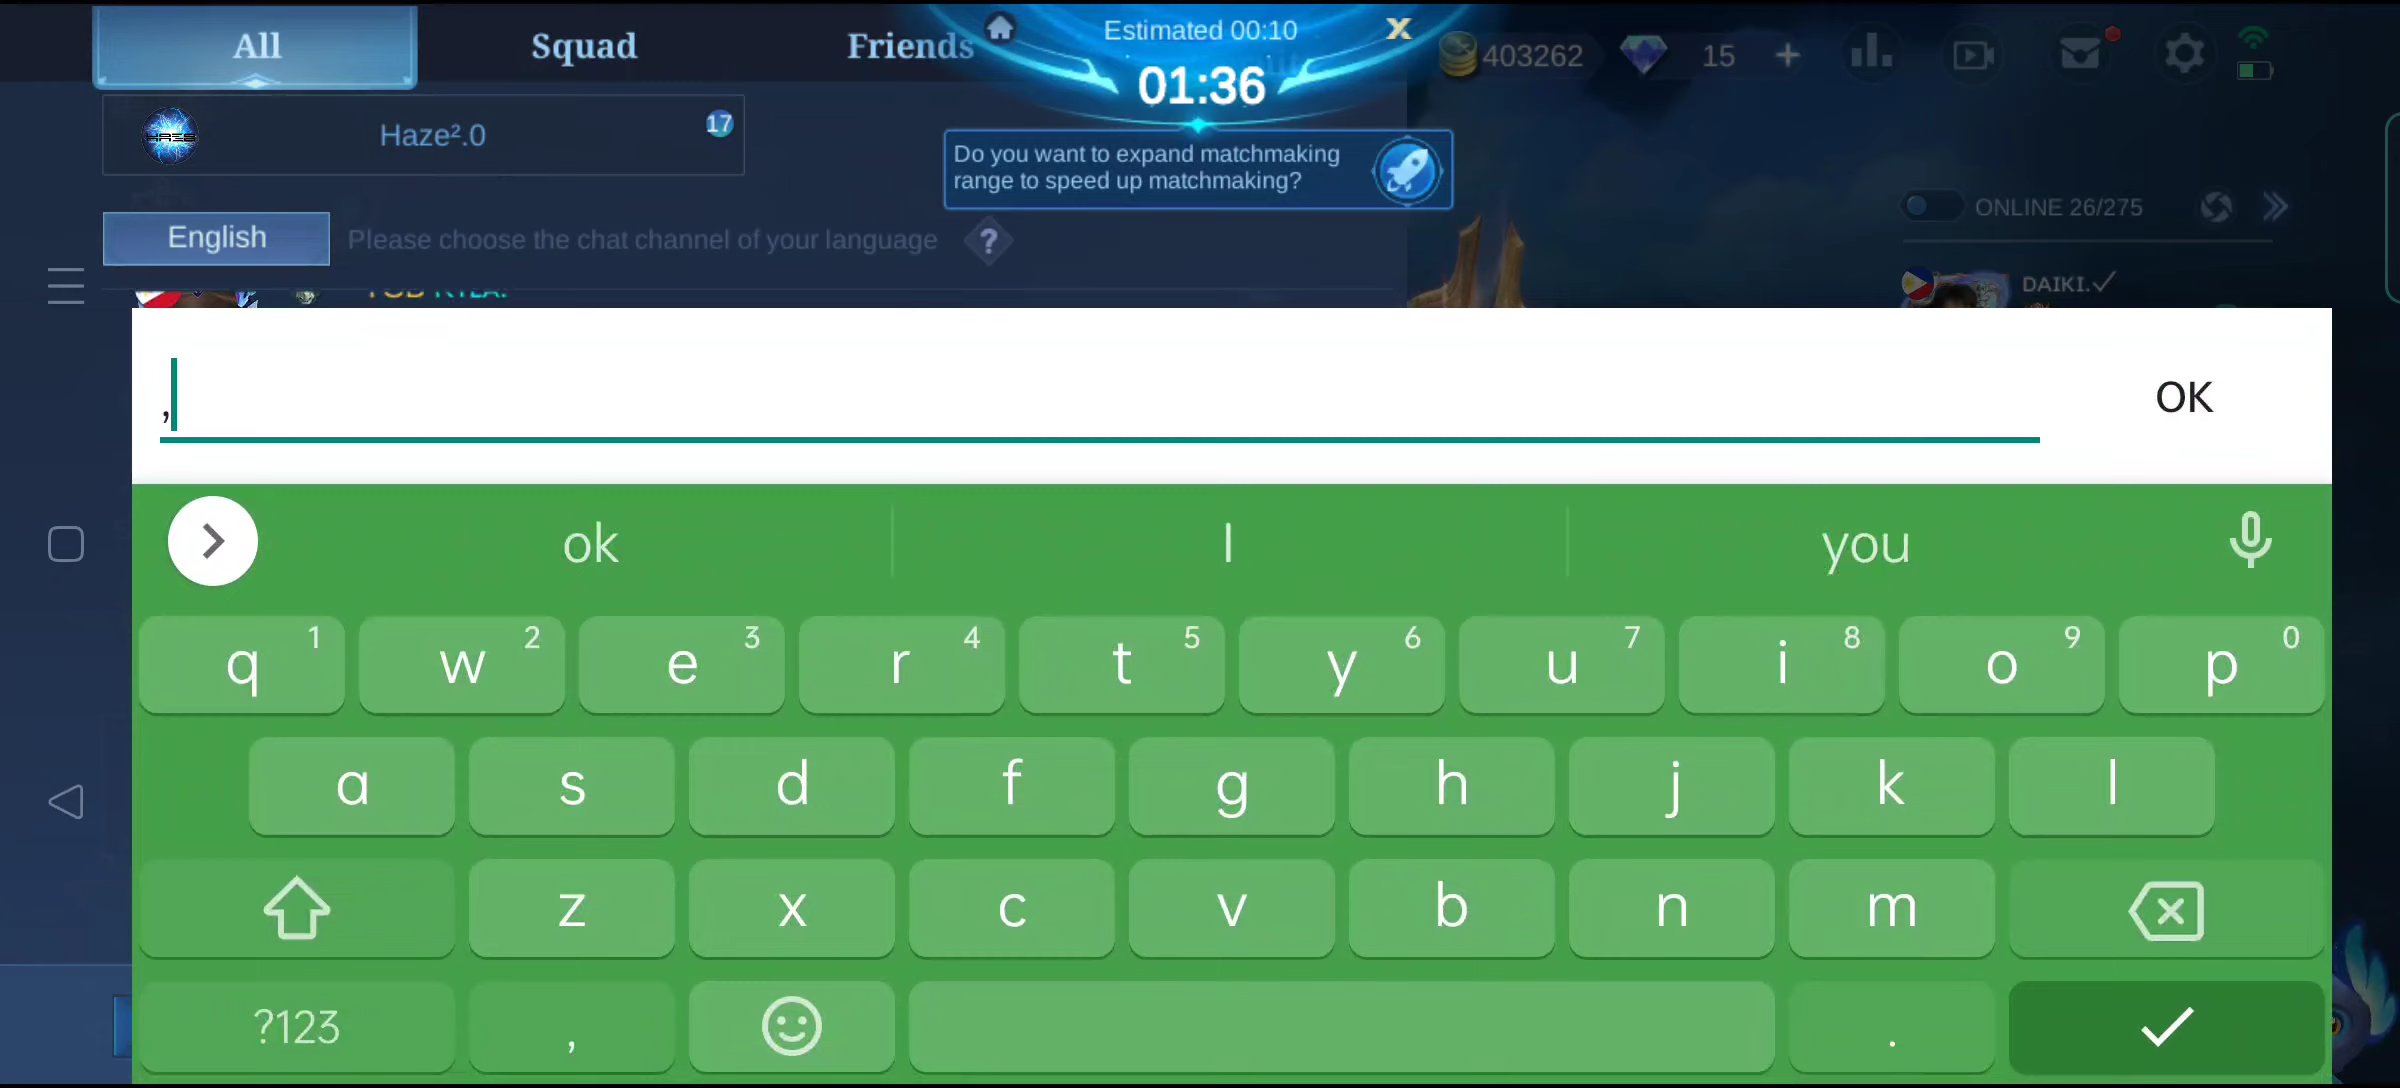 All
Squad
Friends
Estimated 00:10
X
403262
15
+
01:36
HAZE
Haze².0
17
Do you want to expand matchmaking
range to speed up matchmaking?
ONLINE 26/275
English
Please choose the chat channel of your language
?
DAIKI.✓
,
OK
ok
I
you
q 1 w 2 e 3 r 4 t 5 y 6 u 7 i 8 o 9 p 0
a s d f g h j k l
z x c v b n m
?123 , .